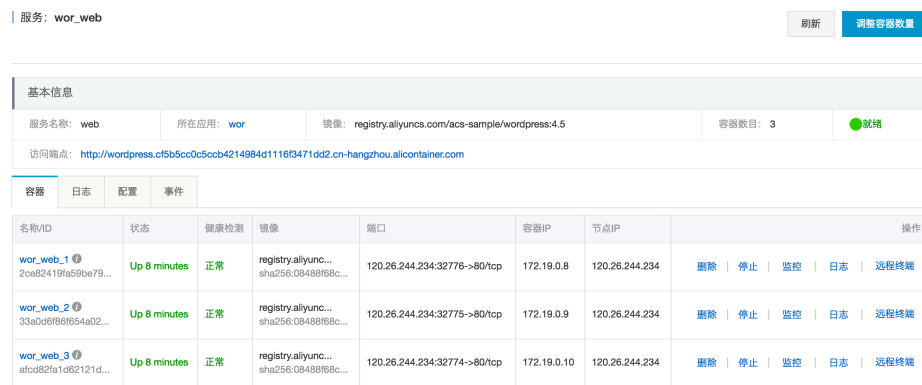 服务：wor_web
刷新 调整容器数量
基本信息
服务名称： web 所在应用： wor 镜像： registry.aliyuncs.com/acs-sample/wordpress:4.5 容器数目： 3 就绪
访问端点： http://wordpress.cf5b5cc0c5ccb4214984d1116f3471dd2.cn-hangzhou.alicontainer.com
容器 日志 配置 事件
名称/ID 状态 健康检测 镜像 端口 容器IP 节点IP 操作
wor_web_1 Up 8 minutes 正常 registry.aliyunc... 120.26.244.234:32776->80/tcp 172.19.0.8 120.26.244.234 删除 | 停止 | 监控 | 日志 | 远程终端
2ce82419fa59be79... sha256:08488f68c...
wor_web_2 Up 8 minutes 正常 registry.aliyunc... 120.26.244.234:32775->80/tcp 172.19.0.9 120.26.244.234 删除 | 停止 | 监控 | 日志 | 远程终端
33a0d6f86f654a02... sha256:08488f68c...
wor_web_3 Up 8 minutes 正常 registry.aliyunc... 120.26.244.234:32774->80/tcp 172.19.0.10 120.26.244.234 删除 | 停止 | 监控 | 日志 | 远程终端
afcd82fa1d62121d... sha256:08488f68c...